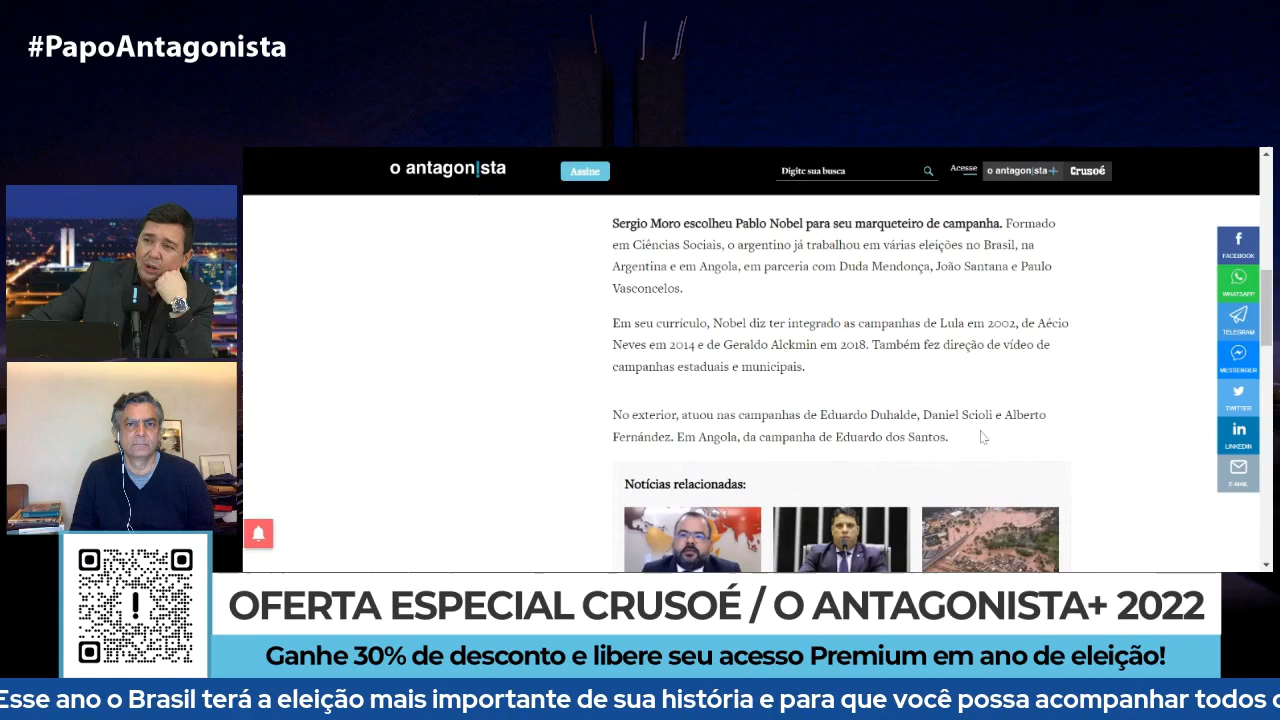 #PapoAntagonista
o antagonista
Assine
Digite sua busca
Acesse
o antagonista+
Crusoé
Sergio Moro escolheu Pablo Nobel para seu marqueteiro de campanha. Formado
em Ciências Sociais, o argentino já trabalhou em várias eleições no Brasil, na
Argentina e em Angola, em parceria com Duda Mendonça, João Santana e Paulo
Vasconcelos.
Em seu currículo, Nobel diz ter integrado as campanhas de Lula em 2002, de Aécio
Neves em 2014 e de Geraldo Alckmin em 2018. Também fez direção de vídeo de
campanhas estaduais e municipais.
No exterior, atuou nas campanhas de Eduardo Duhalde, Daniel Scioli e Alberto
Fernández. Em Angola, da campanha de Eduardo dos Santos.
Notícias relacionadas:
FACEBOOK
WHATSAPP
TELEGRAM
MESSENGER
TWITTER
LINKEDIN
E-MAIL
OFERTA ESPECIAL CRUSOÉ / O ANTAGONISTA+ 2022
Ganhe 30% de desconto e libere seu acesso Premium em ano de eleição!
Esse ano o Brasil terá a eleição mais importante de sua história e para que você possa acompanhar todos